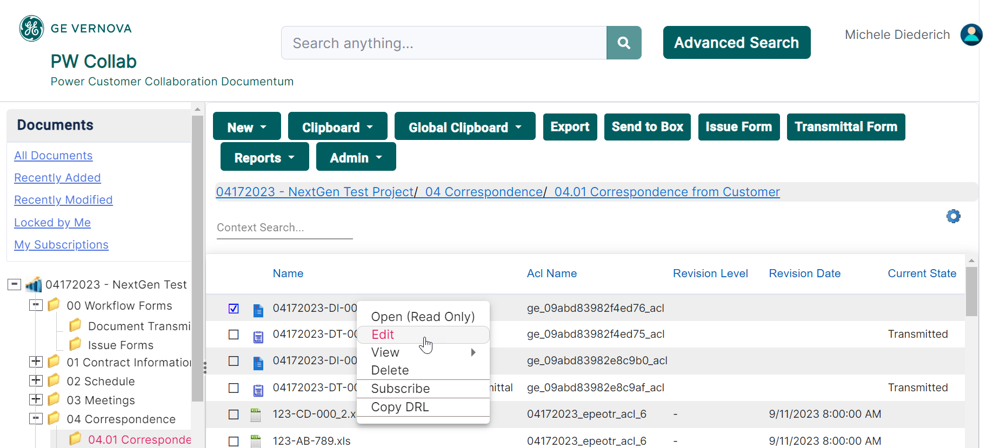 GE VERNOVA
PW Collab
Power Customer Collaboration Documentum
Search anything...
Advanced Search
Michele Diederich
Documents
All Documents
Recently Added
Recently Modified
Locked by Me
My Subscriptions
04172023 - NextGen Test
00 Workflow Forms
Document Transmi
Issue Forms
01 Contract Information
02 Schedule
03 Meetings
04 Correspondence
04.01 Corresponde
New
Clipboard
Global Clipboard
Export
Send to Box
Issue Form
Transmittal Form
Reports
Admin
04172023 - NextGen Test Project/ 04 Correspondence/ 04.01 Correspondence from Customer
Context Search...
Name Acl Name Revision Level Revision Date Current State
04172023-DI-00 ge_09abd83982f4ed76_acl
04172023-DT-00 ge_09abd83982f4ed75_acl Transmitted
04172023-DI-00 ge_09abd83982e8c9b0_acl
04172023-DT-00 nittal ge_09abd83982e8c9af_acl Transmitted
123-CD-000_2.x 04172023_epeotr_acl_6 - 9/11/2023 8:00:00 AM
123-AB-789.xls 04172023_epeotr_acl_6 - 9/11/2023 8:00:00 AM
Open (Read Only)
Edit
View
Delete
Subscribe
Copy DRL